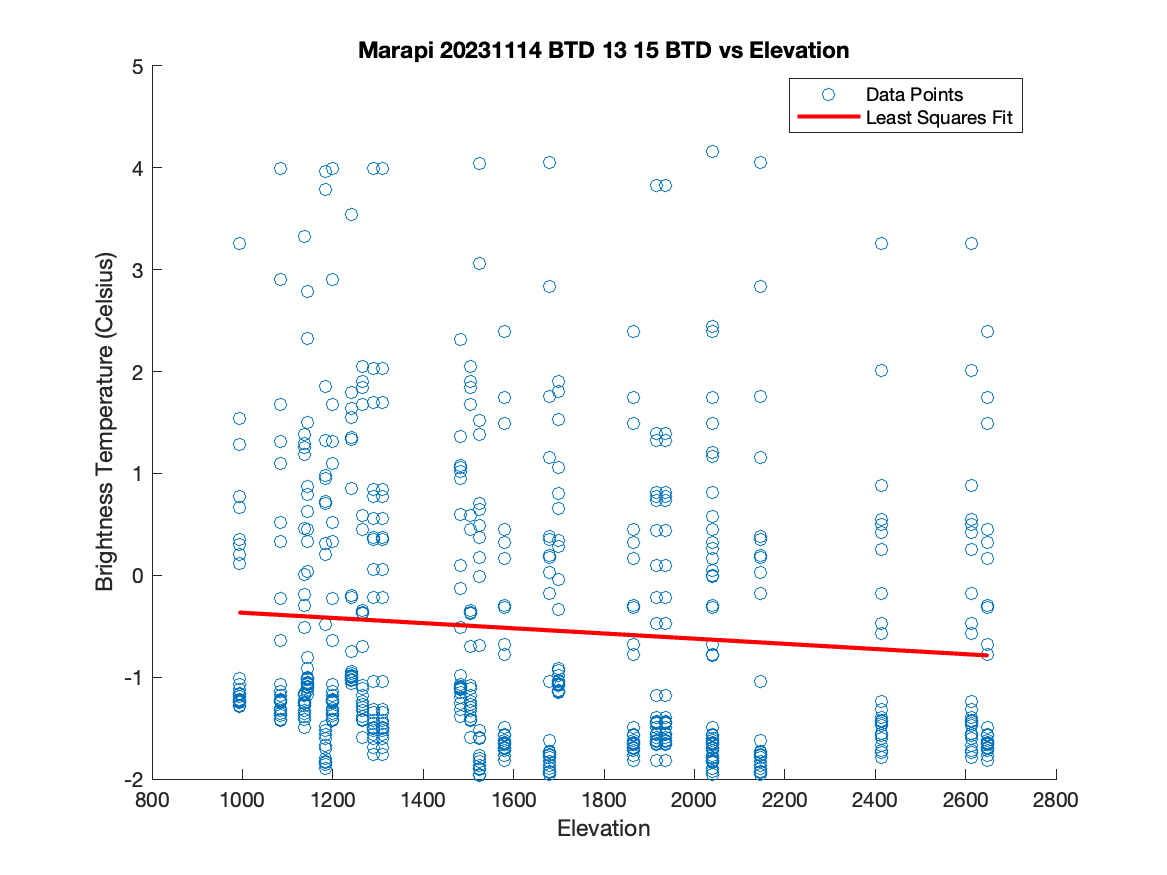 Marapi 20231114 BTD 13 15 BTD vs Elevation
Data Points
Least Squares Fit
5
4
3
2
1
0
-1
-2
Brightness Temperature (Celsius)
800 1000 1200 1400 1600 1800 2000 2200 2400 2600 2800
Elevation